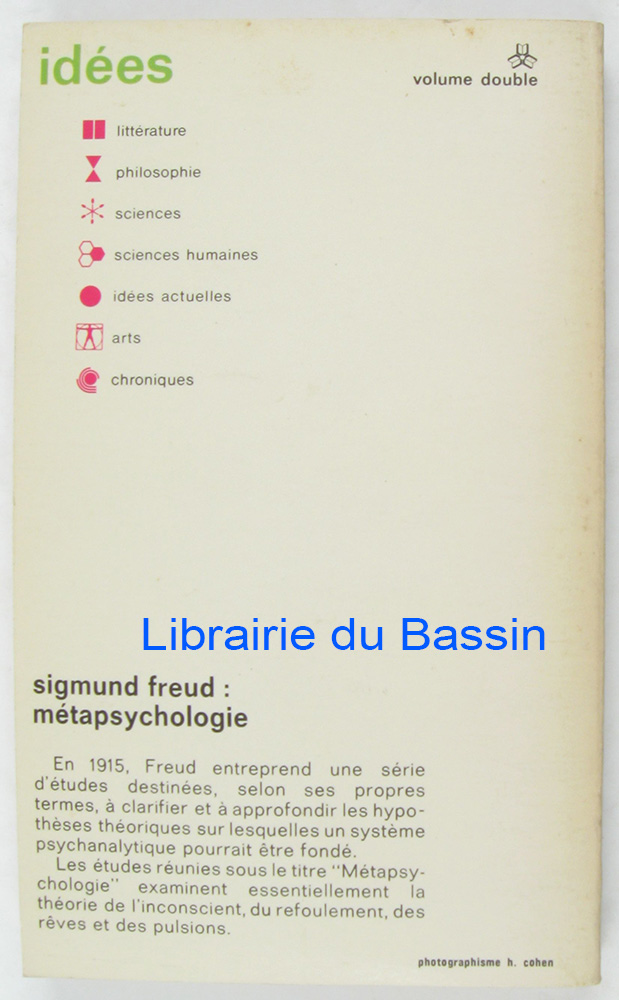 idées
volume double
littérature
philosophie
sciences
sciences humaines
idées actuelles
arts
chroniques
Librairie du Bassin
sigmund freud :
métapsychologie
En 1915, Freud entreprend une série
d'études destinées, selon ses propres
termes, à clarifier et à approfondir les hypo-
thèses théoriques sur lesquelles un système
psychanalytique pourrait être fondé.
Les études réunies sous le titre "Métapsy-
chologie" examinent essentiellement la
théorie de l'inconscient, du refoulement, des
rêves et des pulsions.
photographisme h. cohen